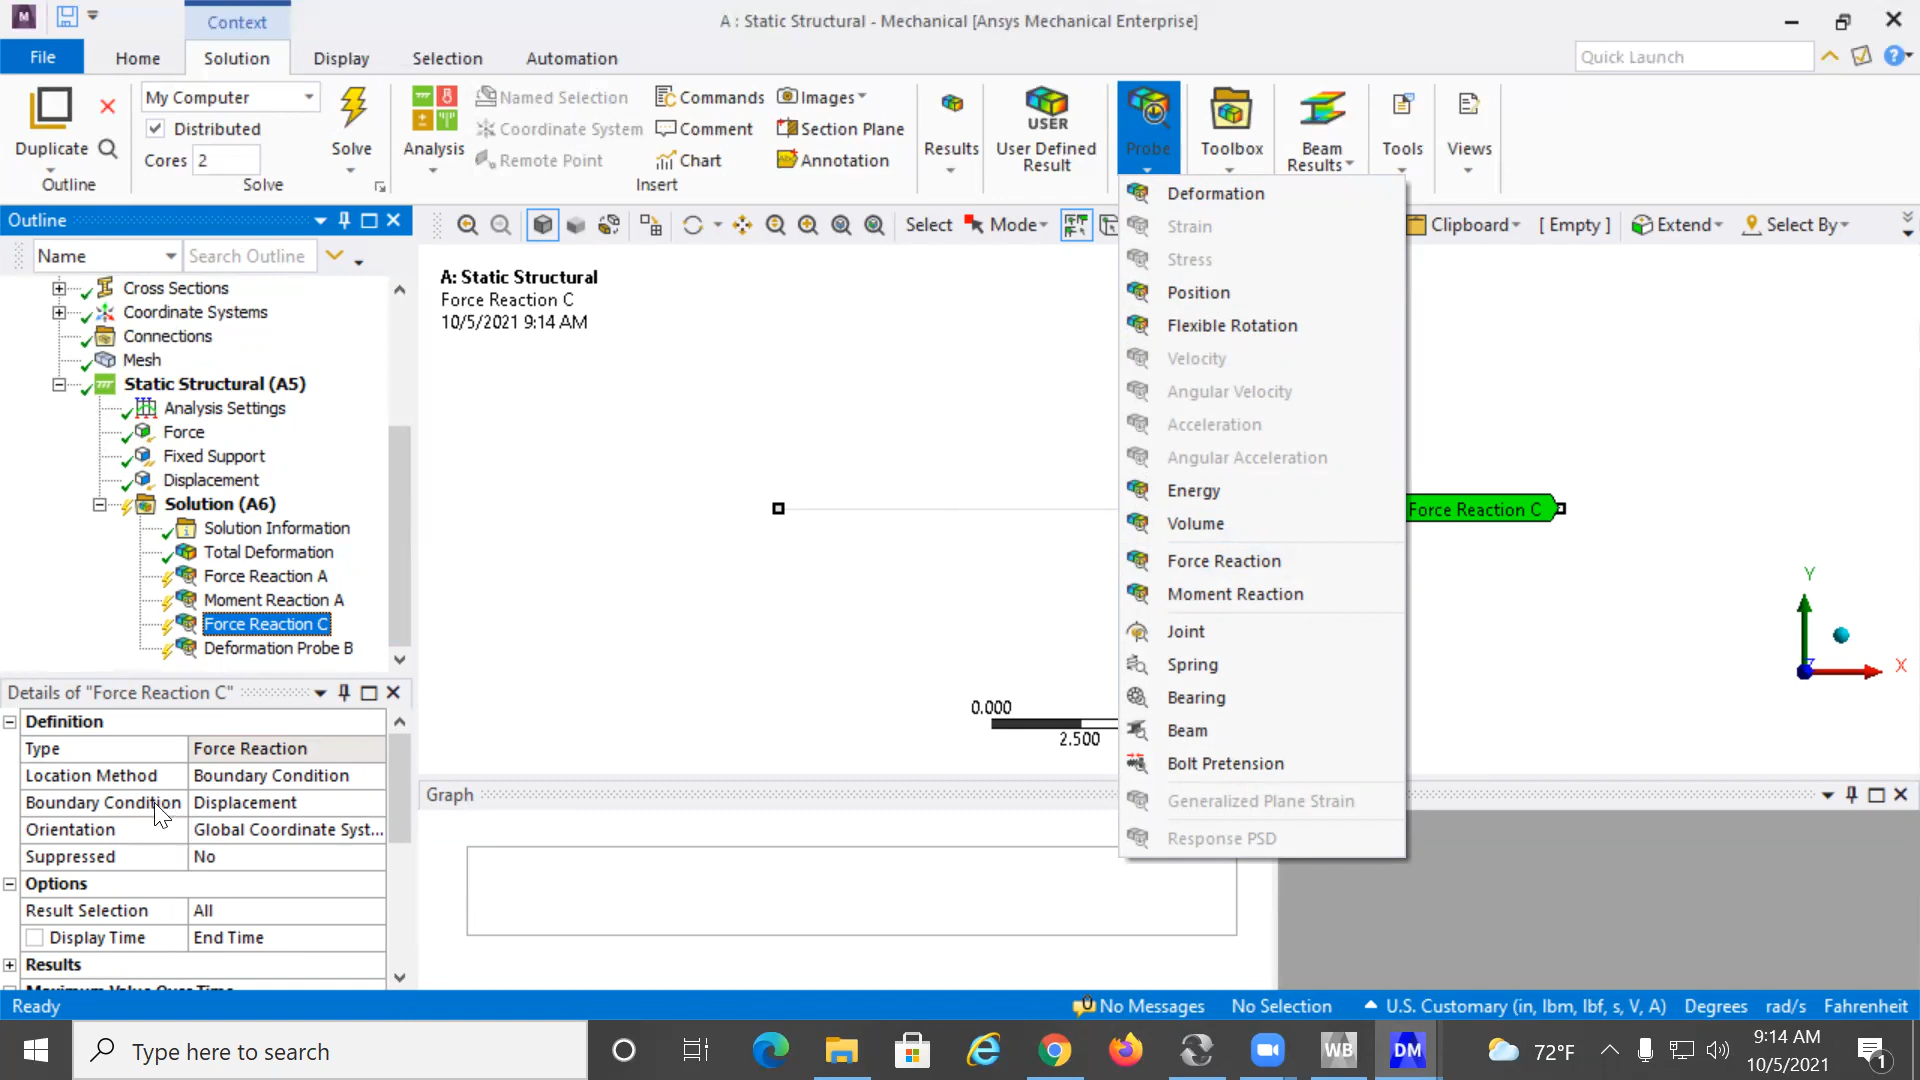 M
Context
A : Static Structural - Mechanical [Ansys Mechanical Enterprise]
File
Home
Solution
Display
Selection
Automation
Quick Launch
Duplicate
Outline
My Computer
Distributed
Cores 2
Solve
Solve
Analysis
Named Selection
Coordinate System
Remote Point
Commands
Comment
Chart
Images
Section Plane
Annotation
Insert
Results
USER
User Defined
Result
Probe
Toolbox
Beam
Results
Tools
Views
Outline
Name
Search Outline
Select
Mode
Clipboard
[ Empty ]
Extend
Select By
Cross Sections
Coordinate Systems
Connections
Mesh
Static Structural (A5)
Analysis Settings
Force
Fixed Support
Displacement
Solution (A6)
Solution Information
Total Deformation
Force Reaction A
Moment Reaction A
Force Reaction C
Deformation Probe B
A: Static Structural
Force Reaction C
10/5/2021 9:14 AM
Deformation
Strain
Stress
Position
Flexible Rotation
Velocity
Angular Velocity
Acceleration
Angular Acceleration
Energy
Volume
Force Reaction
Moment Reaction
Joint
Spring
Bearing
Beam
Bolt Pretension
Generalized Plane Strain
Response PSD
Force Reaction C
Y
X
Z
0.000
2.500
Details of "Force Reaction C"
Definition
Type Force Reaction
Location Method Boundary Condition
Boundary Condition Displacement
Orientation Global Coordinate Syst...
Suppressed No
Options
Result Selection All
Display Time End Time
Results
Maximum Value Over Time
Graph
Ready
No Messages
No Selection
U.S. Customary (in, lbm, lbf, s, V, A)
Degrees
rad/s
Fahrenheit
Type here to search
WB
DM
72°F
9:14 AM
10/5/2021
1